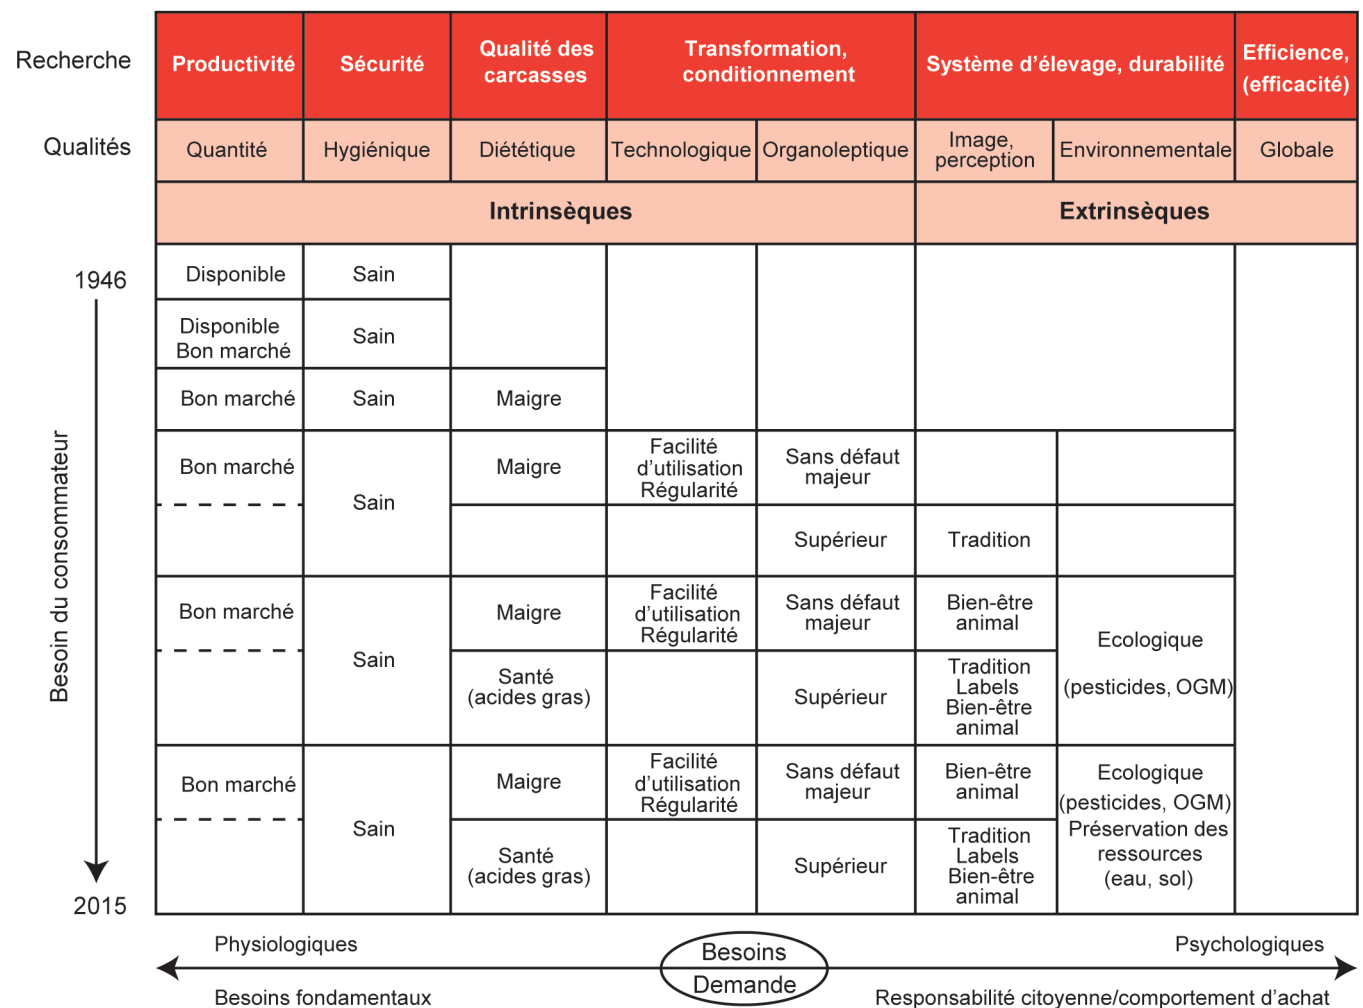 Recherche
Productivité
Sécurité
Qualité des
carcasses
Transformation,
conditionnement
Système d'élevage, durabilité
Efficience,
(efficacité)
Qualités
Quantité
Hygiénique
Diététique
Technologique
Organoleptique
Image,
perception
Environnementale
Globale
Intrinsèques
Extrinsèques
Besoin du consommateur
1946
Disponible
Sain
Disponible
Bon marché
Sain
Bon marché
Sain
Maigre
Bon marché
Sain
Maigre
Facilité
d'utilisation
Régularité
Sans défaut
majeur
Supérieur
Tradition
Bon marché
Sain
Maigre
Facilité
d'utilisation
Régularité
Sans défaut
majeur
Bien-être
animal
Ecologique
(pesticides, OGM)
Santé
(acides gras)
Supérieur
Tradition
Labels
Bien-être
animal
Bon marché
Sain
Maigre
Facilité
d'utilisation
Régularité
Sans défaut
majeur
Bien-être
animal
Ecologique
(pesticides, OGM)
Préservation des
ressources
(eau, sol)
Santé
(acides gras)
Supérieur
Tradition
Labels
Bien-être
animal
2015
Physiologiques
Besoins
Psychologiques
Besoins fondamentaux
Demande
Responsabilité citoyenne/comportement d'achat